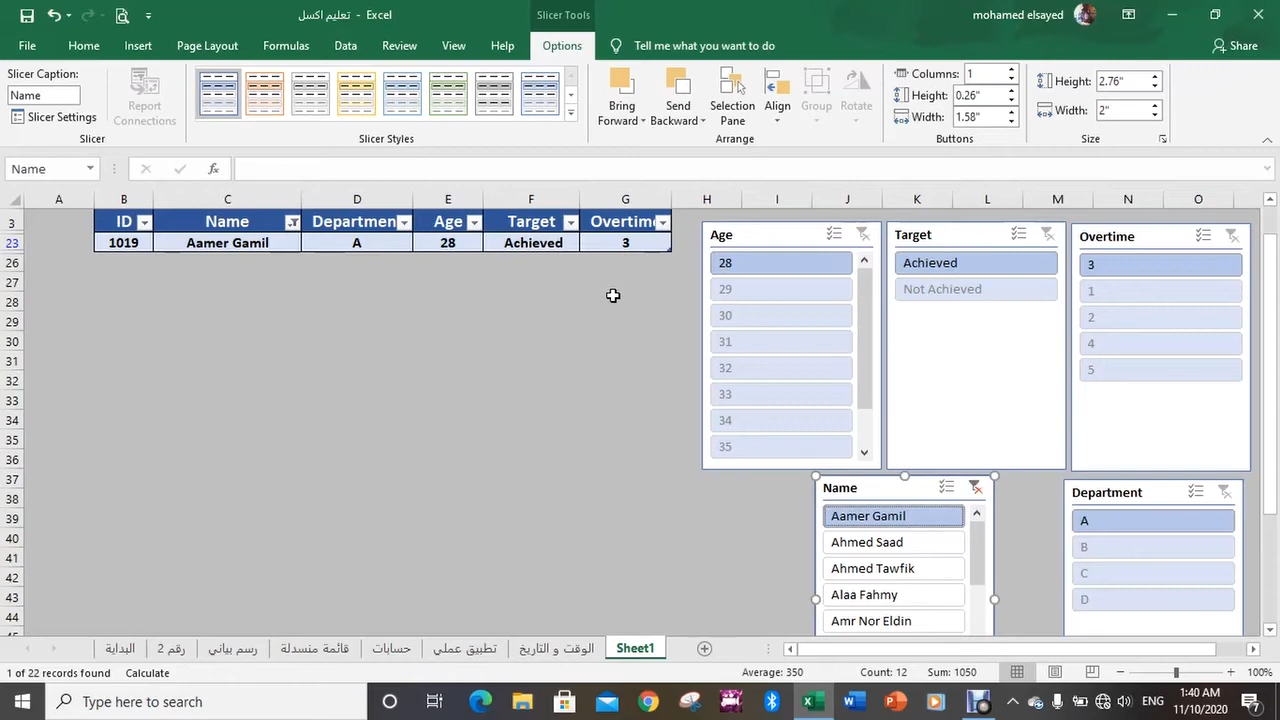 تعليم اكسل - Excel
Slicer Tools
mohamed elsayed
File Home Insert Page Layout Formulas Data Review View Help Options Tell me what you want to do Share
Slicer Caption:
Name
Slicer Settings
Report Connections
Slicer
Slicer Styles
Bring Forward
Send Backward
Selection Pane
Align
Group
Rotate
Arrange
Columns: 1
Height: 0.26"
Width: 1.58"
Buttons
Height: 2.76"
Width: 2"
Size
Name
fx
A B C D E F G H I J K L M N O
3 ID Name Departmen Age Target Overtime
23 1019 Aamer Gamil A 28 Achieved 3
26
27
28
29
30
31
32
33
34
35
36
37
38
39
40
41
42
43
44
Age
28
29
30
31
32
33
34
35
Target
Achieved
Not Achieved
Overtime
3
1
2
4
5
Name
Aamer Gamil
Ahmed Saad
Ahmed Tawfik
Alaa Fahmy
Amr Nor Eldin
Department
A
B
C
D
البداية
رقم 2
رسم بياني
قائمة منسدلة
حسابات
تطبيق عملي
الوقت و التاريخ
Sheet1
1 of 22 records found Calculate Average: 350 Count: 12 Sum: 1050 100%
Type here to search
ENG
1:40 AM
11/10/2020
7